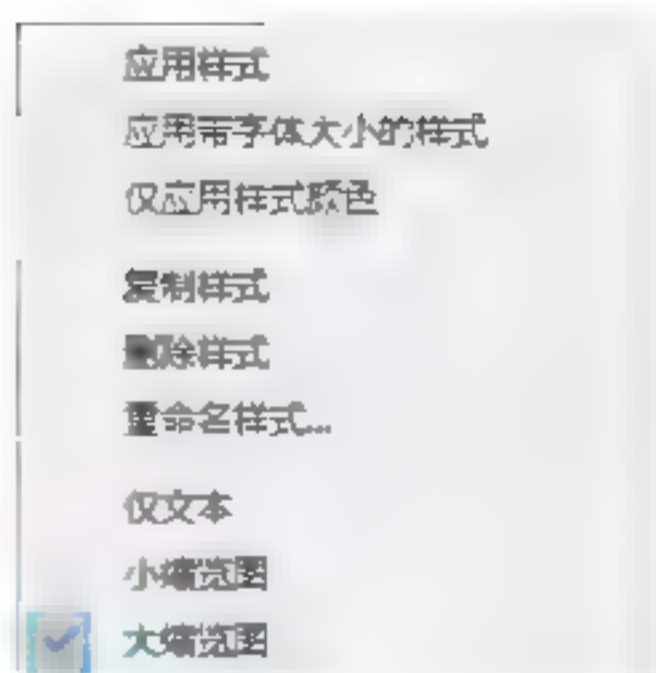 应用样式
应用带字体大小的样式
仅应用样式颜色
复制样式
删除样式
重命名样式...
仅文本
小缩览图
大缩览图